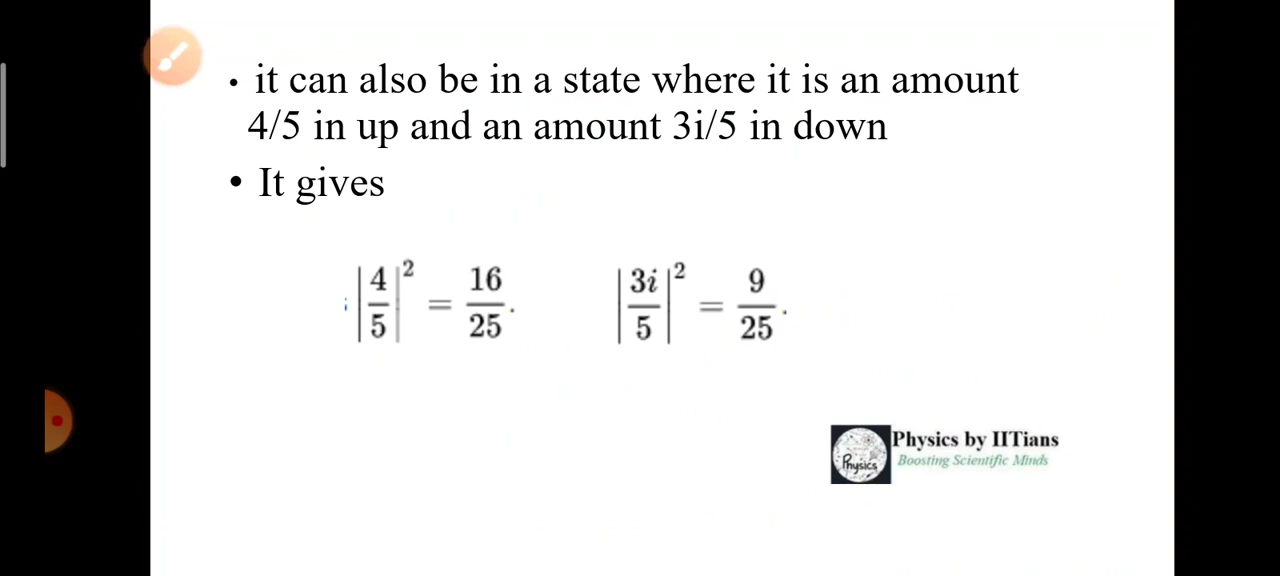 • it can also be in a state where it is an amount
4/5 in up and an amount 3i/5 in down
• It gives
|4/5|² = 16/25. |3i/5|² = 9/25.
Physics
Physics by IITians
Boosting Scientific Minds